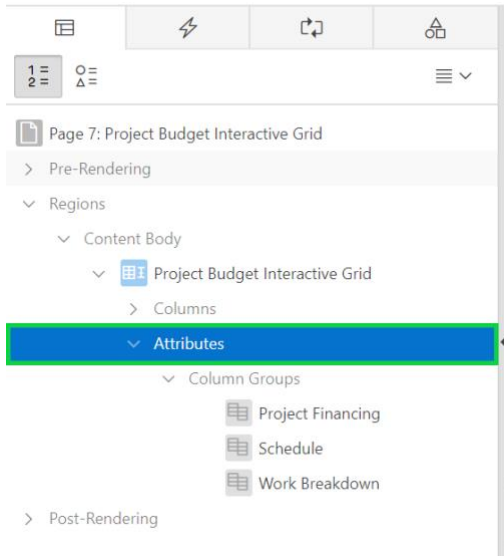 Page 7: Project Budget Interactive Grid
Pre-Rendering
Regions
Content Body
Project Budget Interactive Grid
Columns
Attributes
Column Groups
Project Financing
Schedule
Work Breakdown
Post-Rendering